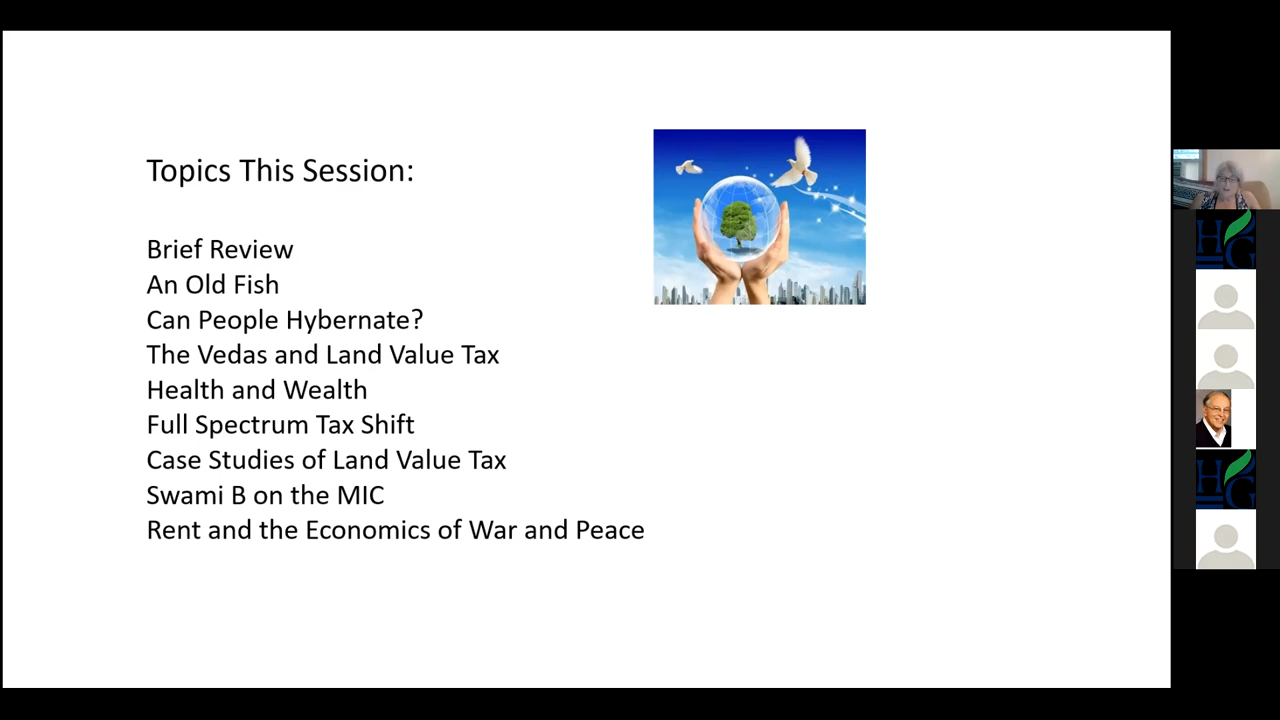 Topics This Session:
Brief Review
An Old Fish
Can People Hybernate?
The Vedas and Land Value Tax
Health and Wealth
Full Spectrum Tax Shift
Case Studies of Land Value Tax
Swami B on the MIC
Rent and the Economics of War and Peace
H G
H G